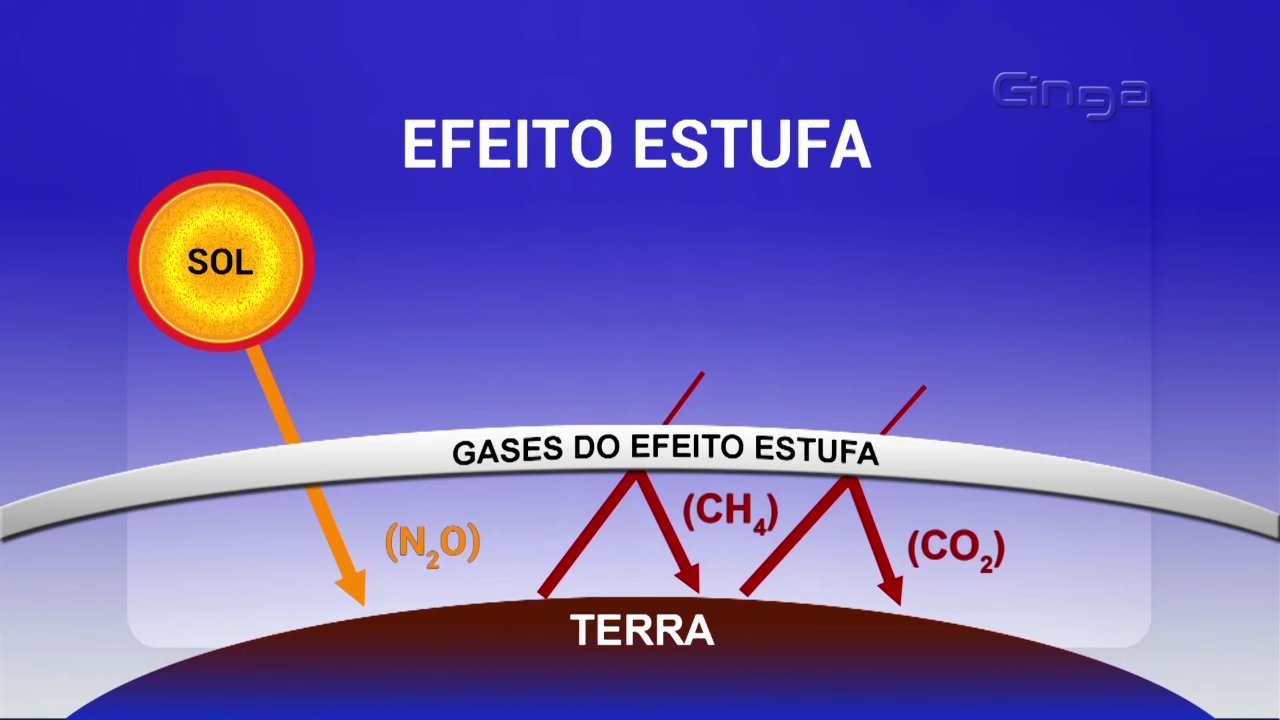 Ginga
EFEITO ESTUFA
SOL
GASES DO EFEITO ESTUFA
(N₂O)
(CH₄)
(CO₂)
TERRA